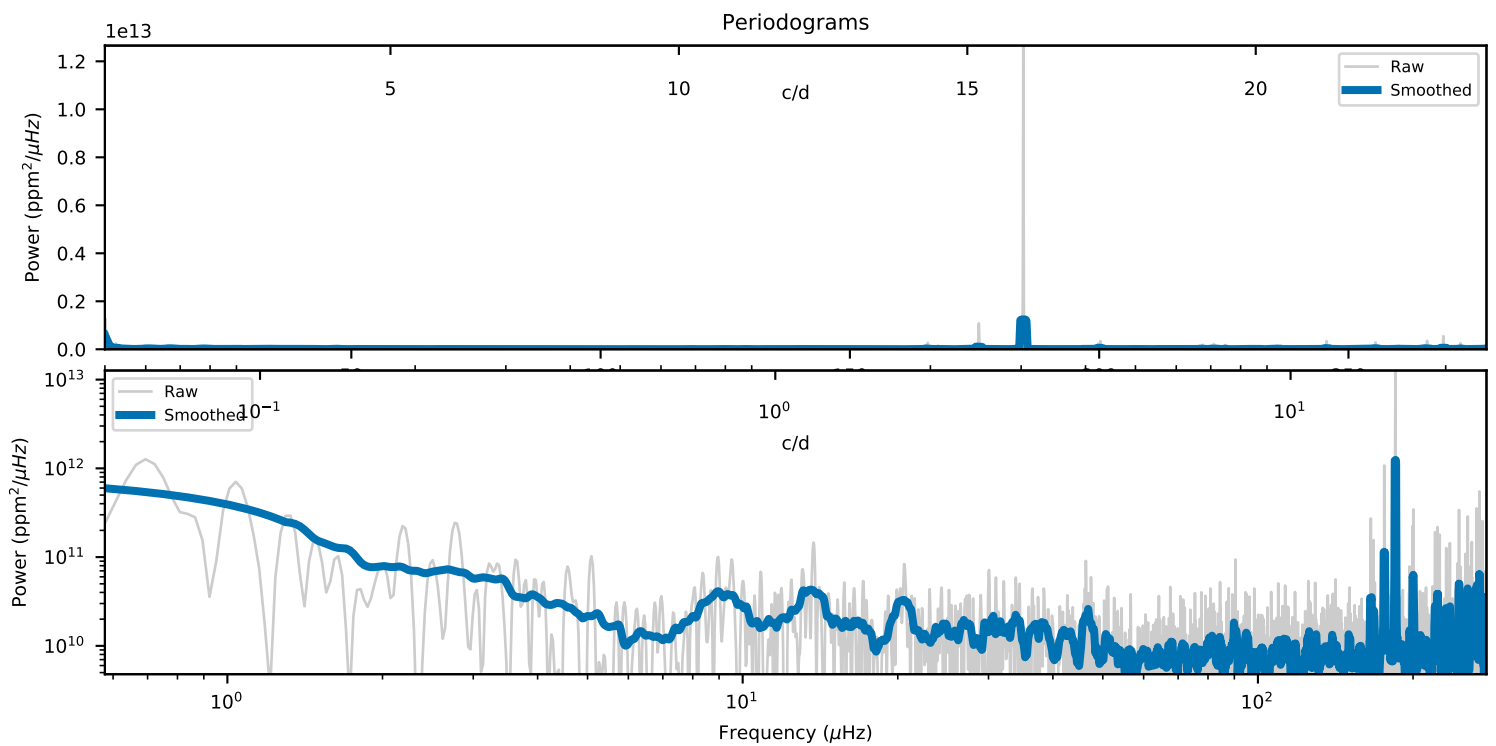 Periodograms
1e13
1.2
1.0
0.8
0.6
0.4
0.2
0.0
Power (ppm²/μHz)
5
10
15
20
c/d
Raw
Smoothed
10¹³
10¹²
10¹¹
10¹⁰
Power (ppm²/μHz)
Raw
Smoothed
10⁻¹
10⁰
10¹
c/d
10⁰
10¹
10²
Frequency (μHz)